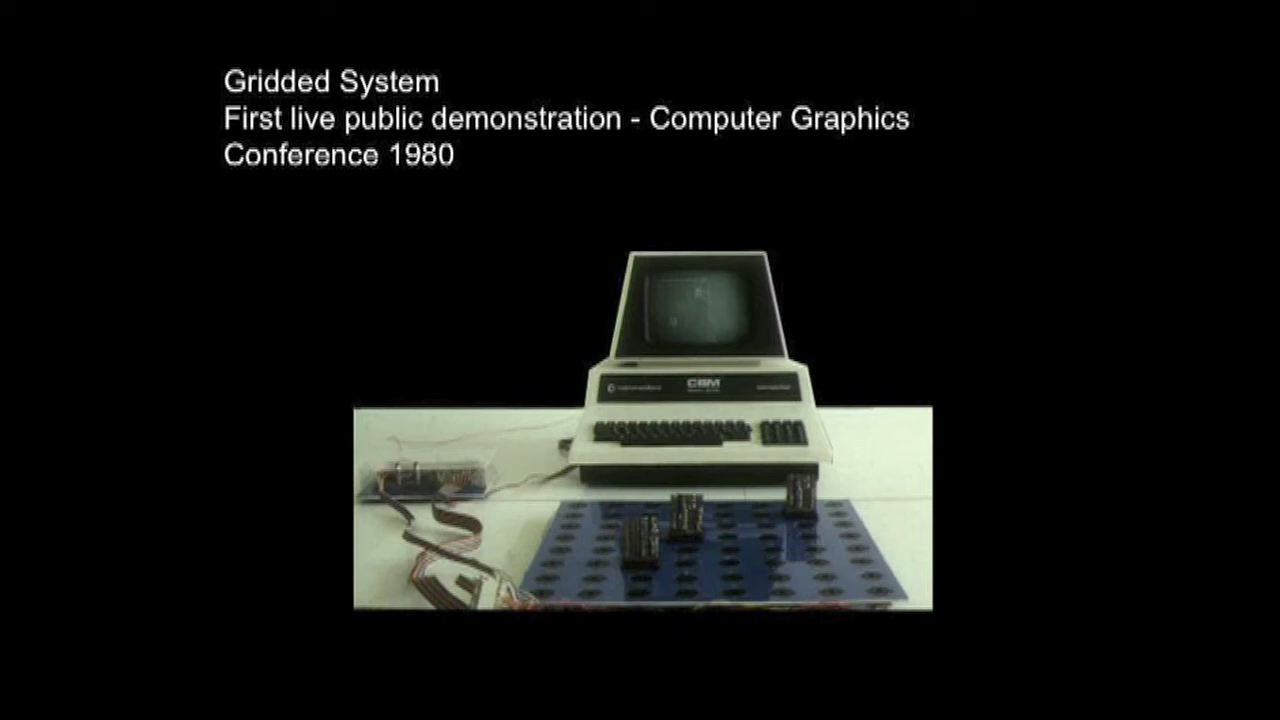 Gridded System
First live public demonstration - Computer Graphics
Conference 1980
CBM